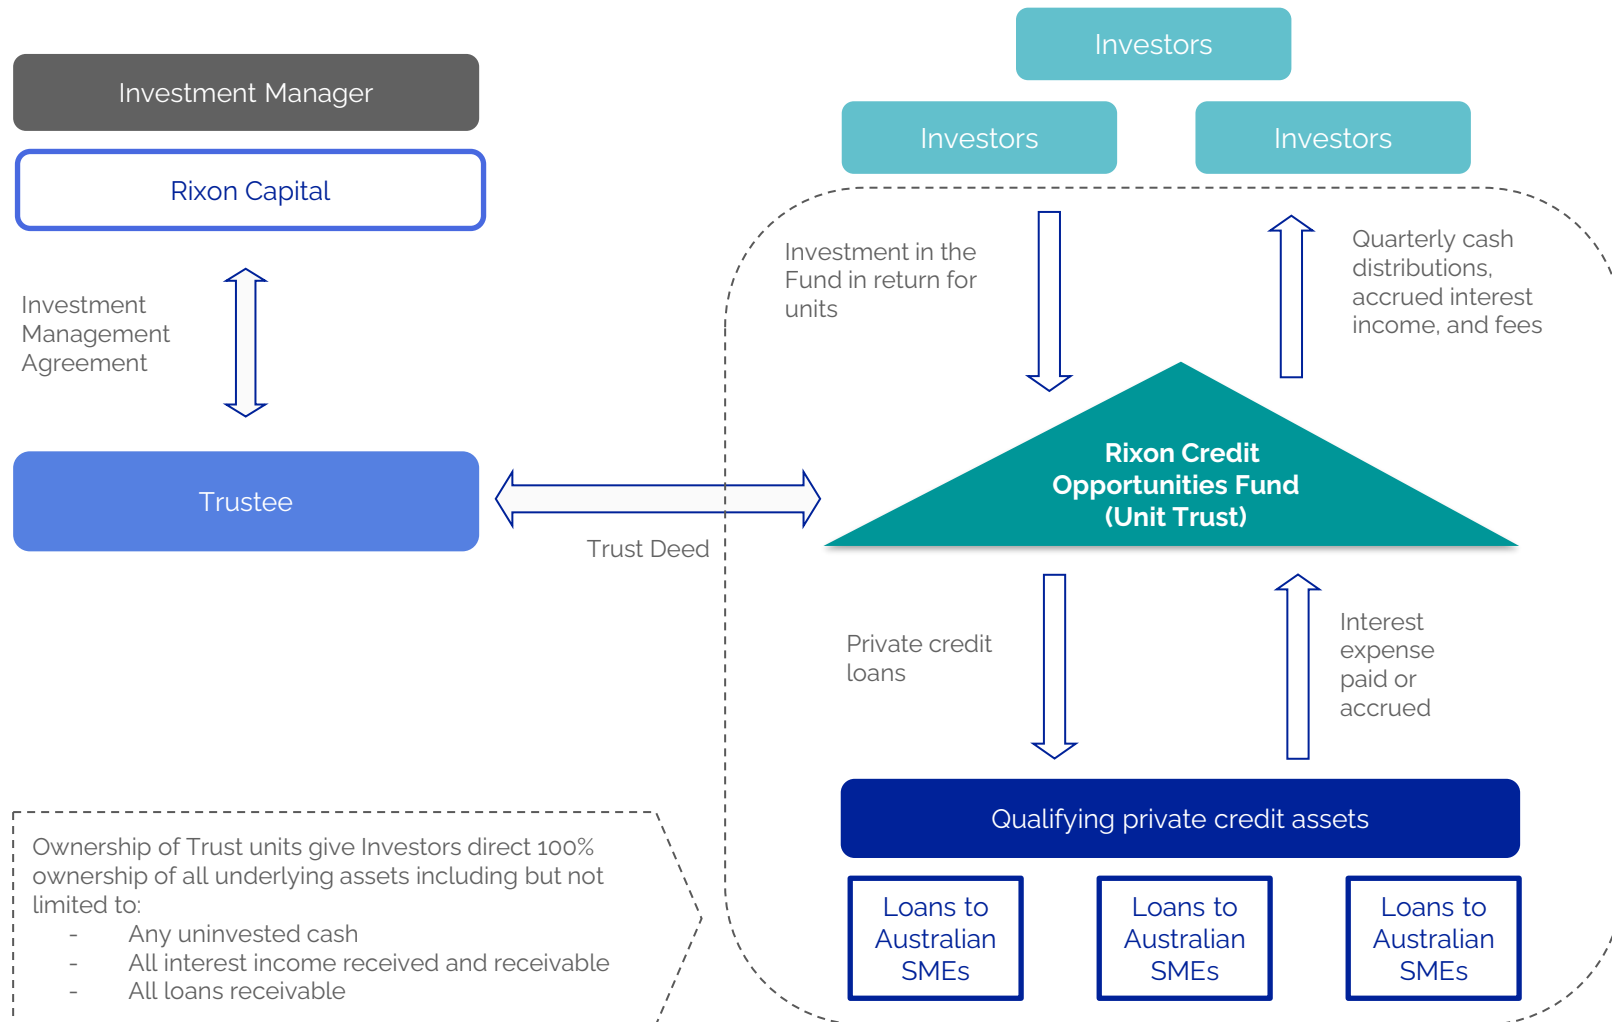 Investors
Investment Manager
Investors
Investors
Rixon Capital
Investment in the
Fund in return for
units
Quarterly cash
distributions,
accrued interest
income, and fees
Investment
Management
Agreement
Rixon Credit
Opportunities Fund
(Unit Trust)
Trustee
Trust Deed
Private credit
loans
Interest
expense
paid or
accrued
Qualifying private credit assets
Ownership of Trust units give Investors direct 100%
ownership of all underlying assets including but not
limited to:
- Any uninvested cash
- All interest income received and receivable
- All loans receivable
Loans to
Australian
SMEs
Loans to
Australian
SMEs
Loans to
Australian
SMEs